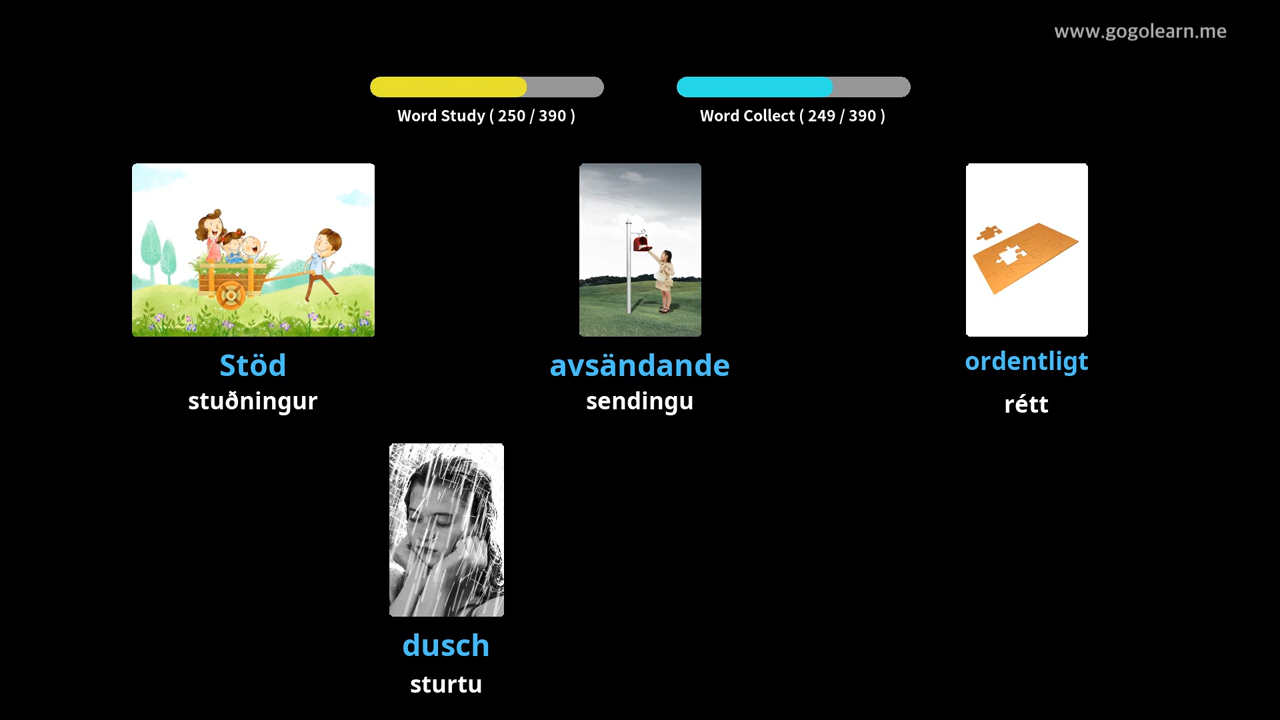 www.gogolearn.me
Word Study ( 250 / 390 )
Word Collect ( 249 / 390 )
Stöd
stuðningur
avsändande
sendingu
ordentligt
rétt
dusch
sturtu